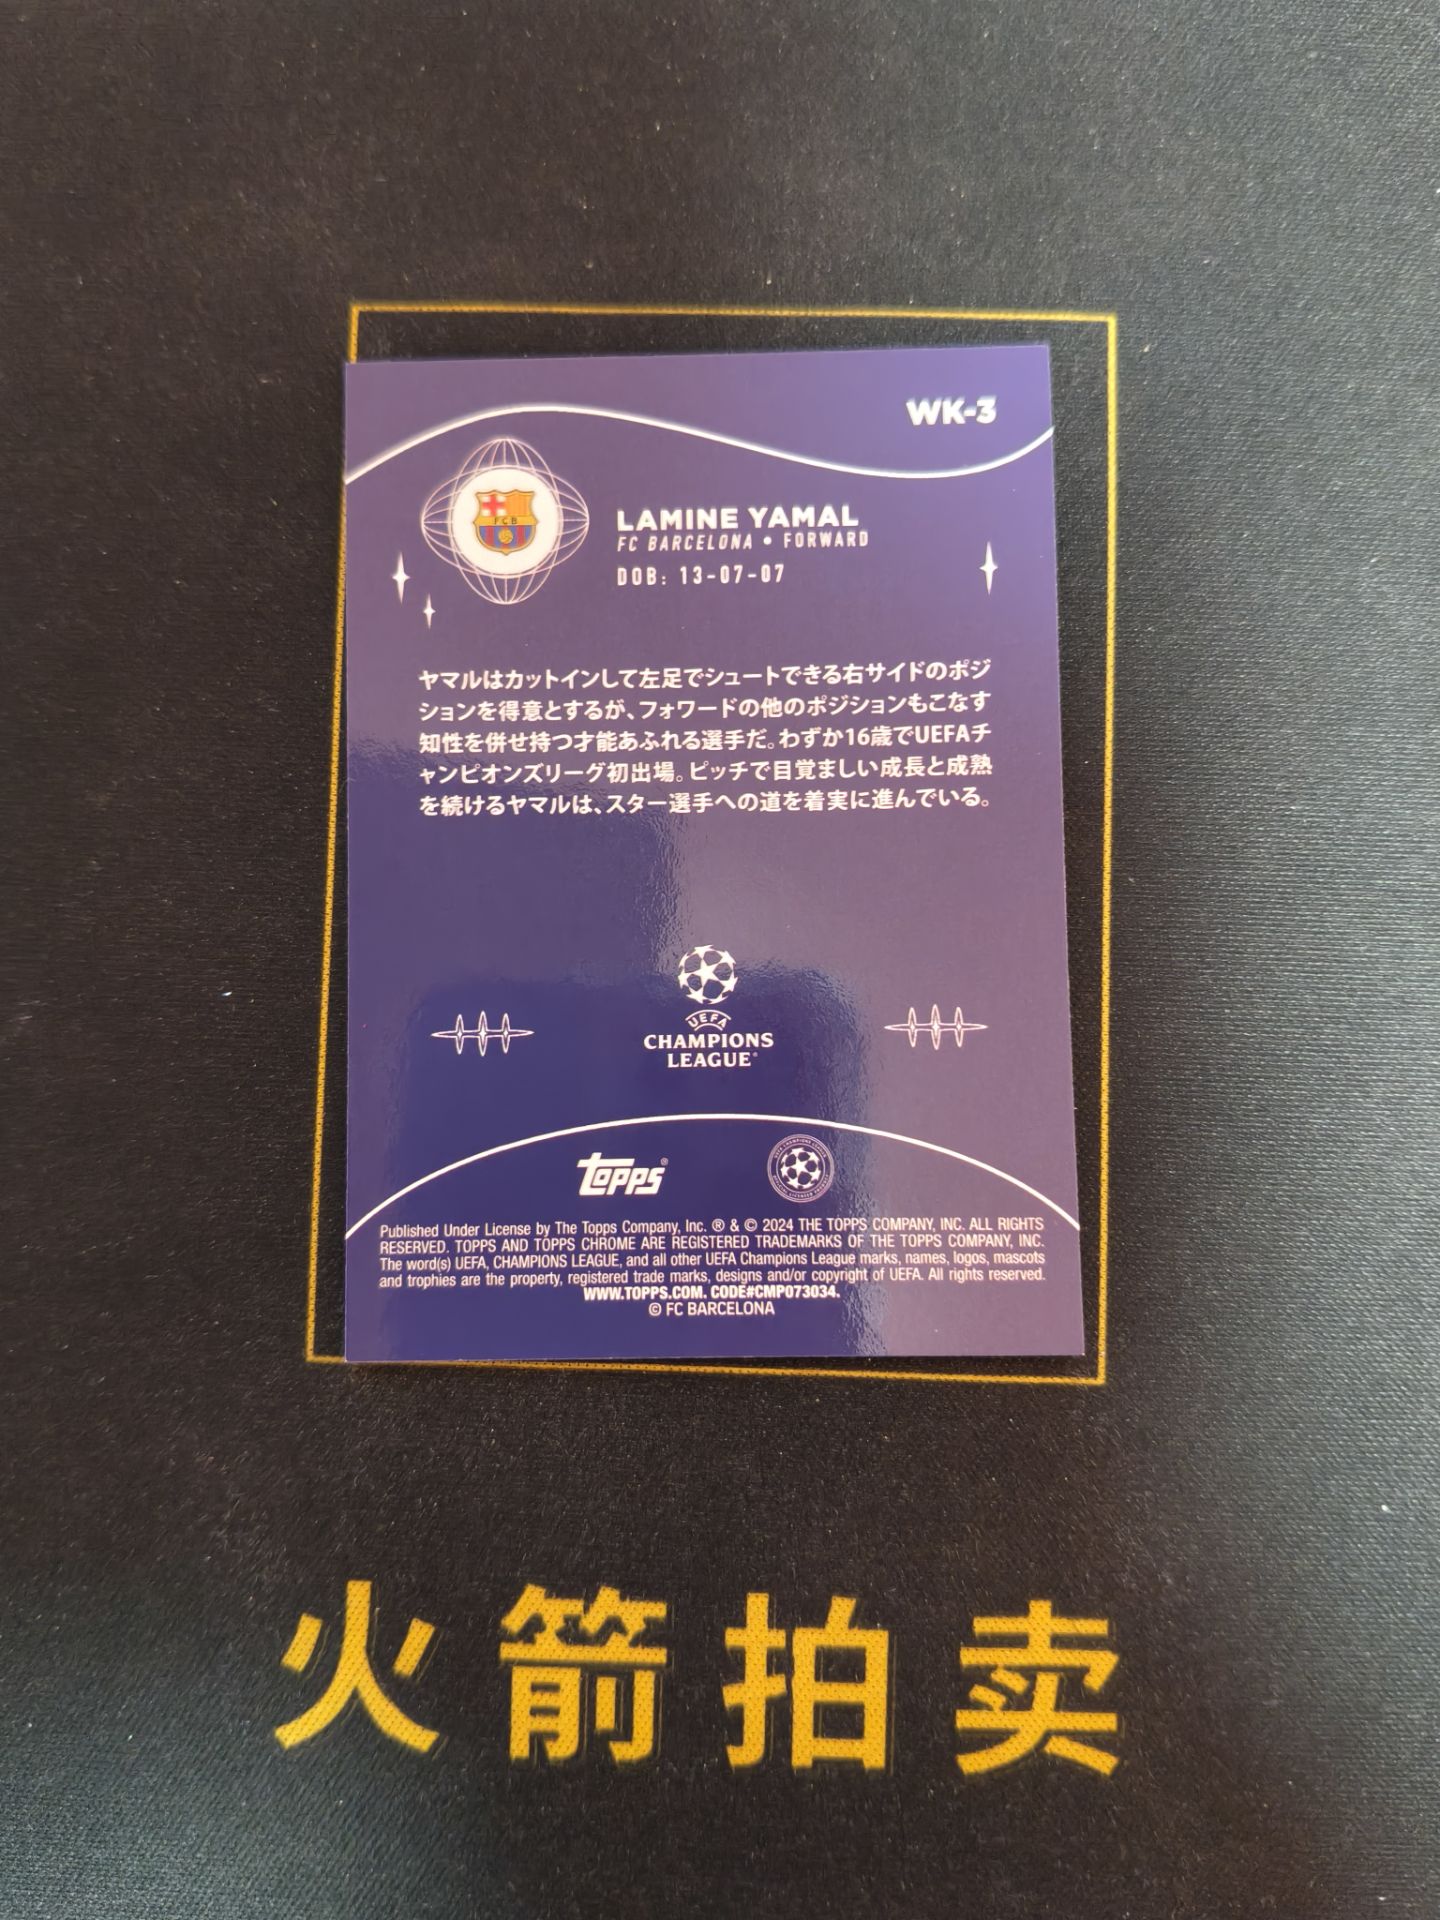 WK-3
FCB
LAMINE YAMAL
FC BARCELONA • FORWARD
DOB: 13-07-07
ヤマルはカットインして左足でシュートできる右サイドのポジ
ションを得意とするが、フォワードの他のポジションもこなす
知性を併せ持つ才能あふれる選手だ。わずか16歳でUEFAチ
ャンピオンズリーグ初出場。ピッチで目覚ましい成長と成熟
を続けるヤマルは、スター選手への道を着実に進んでいる。
UEFA
CHAMPIONS
LEAGUE®
topps®
Published Under License by The Topps Company, Inc. ® & © 2024 THE TOPPS COMPANY, INC. ALL RIGHTS
RESERVED. TOPPS AND TOPPS CHROME ARE REGISTERED TRADEMARKS OF THE TOPPS COMPANY, INC.
The word(s) UEFA, CHAMPIONS LEAGUE, and all other UEFA Champions League marks, names, logos, mascots
and trophies are the property, registered trade marks, designs and/or copyright of UEFA. All rights reserved.
WWW.TOPPS.COM. CODE#CMP073034.
© FC BARCELONA
火箭拍卖